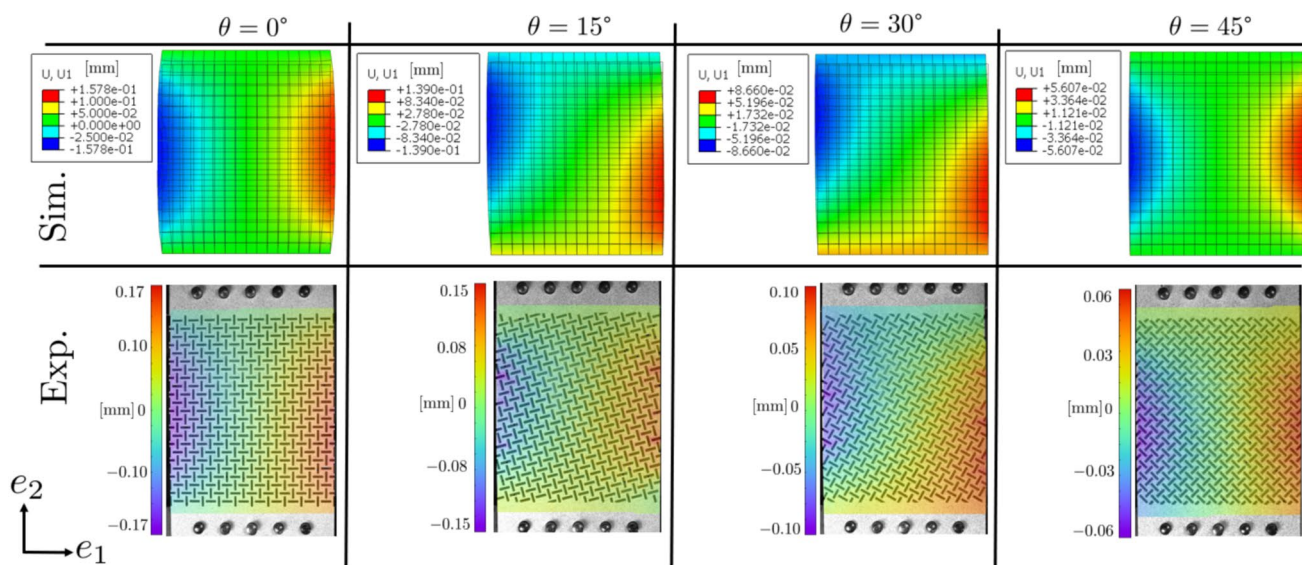 θ = 0°
θ = 15°
θ = 30°
θ = 45°
Sim.
U, U1 [mm]
+1.578e-01
+1.000e-01
+5.000e-02
+0.000e+00
-2.500e-02
-1.578e-01
U, U1 [mm]
+1.390e-01
+8.340e-02
+2.780e-02
-2.780e-02
-8.340e-02
-1.390e-01
U, U1 [mm]
+8.660e-02
+5.196e-02
+1.732e-02
-1.732e-02
-5.196e-02
-8.660e-02
U, U1 [mm]
+5.607e-02
+3.364e-02
+1.121e-02
-1.121e-02
-3.364e-02
-5.607e-02
Exp.
0.17
0.10
[mm] 0
−0.10
−0.17
0.15
0.08
[mm] 0
−0.08
−0.15
0.10
0.05
[mm] 0
−0.05
−0.10
0.06
0.03
[mm] 0
−0.03
−0.06
e₂
e₁